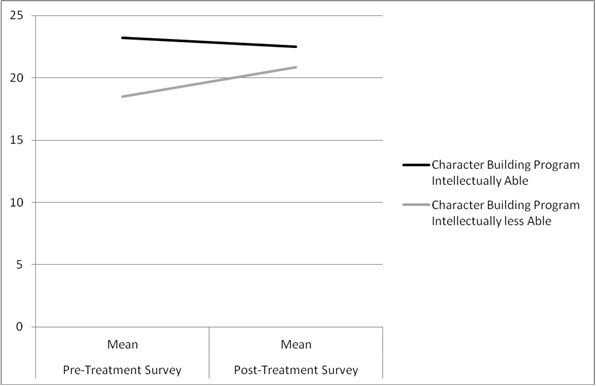 25
20
15
10
5
0
Character Building Program
Intellectually Able
Character Building Program
Intellectually less Able
Mean
Mean
Pre-Treatment Survey
Post-Treatment Survey